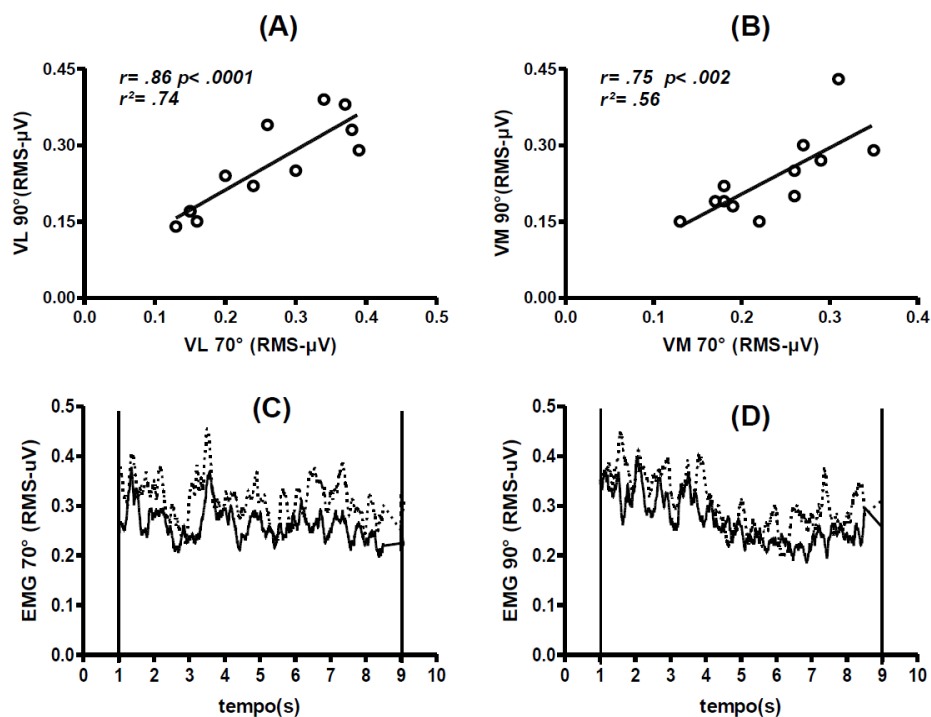 (A)
r= .86 p< .0001
r²= .74
0.45
0.30
0.15
0.00
VL 90°(RMS-µV)
0.0 0.1 0.2 0.3 0.4 0.5
VL 70° (RMS-µV)
(B)
r= .75 p< .002
r²= .56
0.45
0.30
0.15
0.00
VM 90°(RMS-µV)
0.0 0.1 0.2 0.3 0.4
VM 70° (RMS-µV)
(C)
0.5
0.4
0.3
0.2
0.1
0.0
EMG 70° (RMS-uV)
0 1 2 3 4 5 6 7 8 9 10
tempo(s)
(D)
0.5
0.4
0.3
0.2
0.1
0.0
EMG 90° (RMS-uV)
0 1 2 3 4 5 6 7 8 9 10
tempo(s)